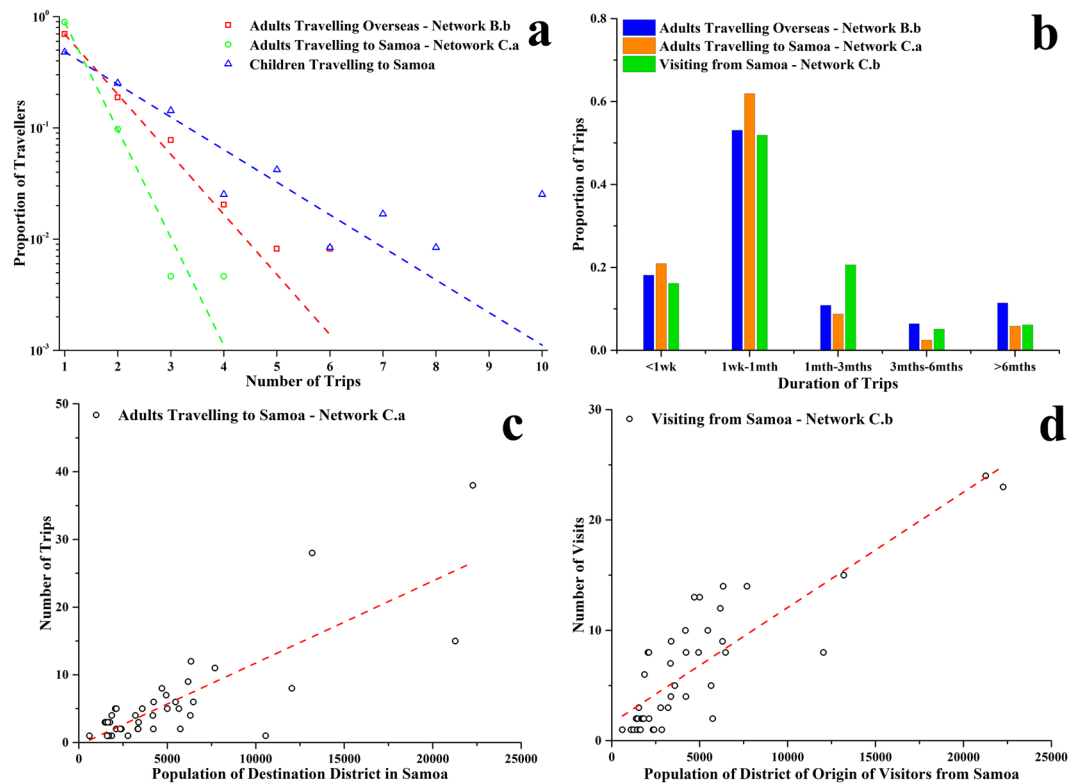 a
Adults Travelling Overseas - Network B.b
Adults Travelling to Samoa - Netowork C.a
Children Travelling to Samoa
Proportion of Travellers
10^0
10^-1
10^-2
10^-3
1 2 3 4 5 6 7 8 9 10
Number of Trips
b
Adults Travelling Overseas - Network B.b
Adults Travelling to Samoa - Network C.a
Visiting from Samoa - Network C.b
Proportion of Trips
0.8
0.6
0.4
0.2
0.0
<1wk 1wk-1mth 1mth-3mths 3mths-6mths >6mths
Duration of Trips
c
Adults Travelling to Samoa - Network C.a
Number of Trips
50
40
30
20
10
0
0 5000 10000 15000 20000 25000
Population of Destination District in Samoa
d
Visiting from Samoa - Network C.b
Number of Visits
30
20
10
0
0 5000 10000 15000 20000 25000
Population of District of Origin of Visitors from Samoa